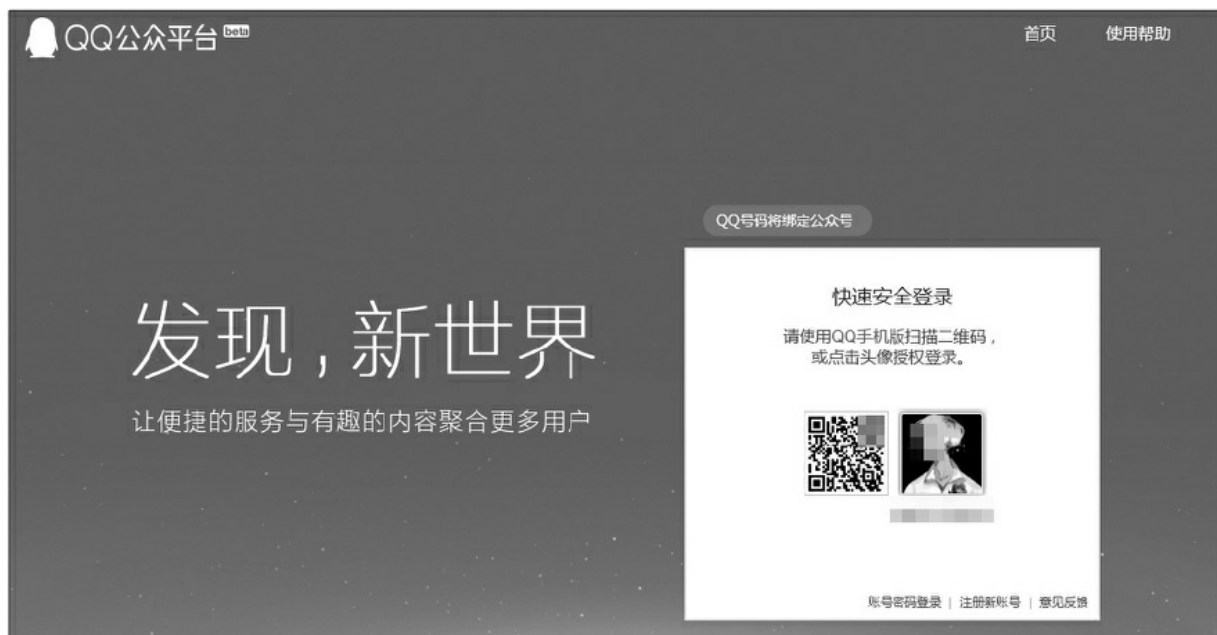 QQ公众平台 beta
首页 使用帮助
QQ号码将绑定公众号
发现,新世界
让便捷的服务与有趣的内容聚合更多用户
快速安全登录
请使用QQ手机版扫描二维码,
或点击头像授权登录。
账号密码登录 | 注册新账号 | 意见反馈